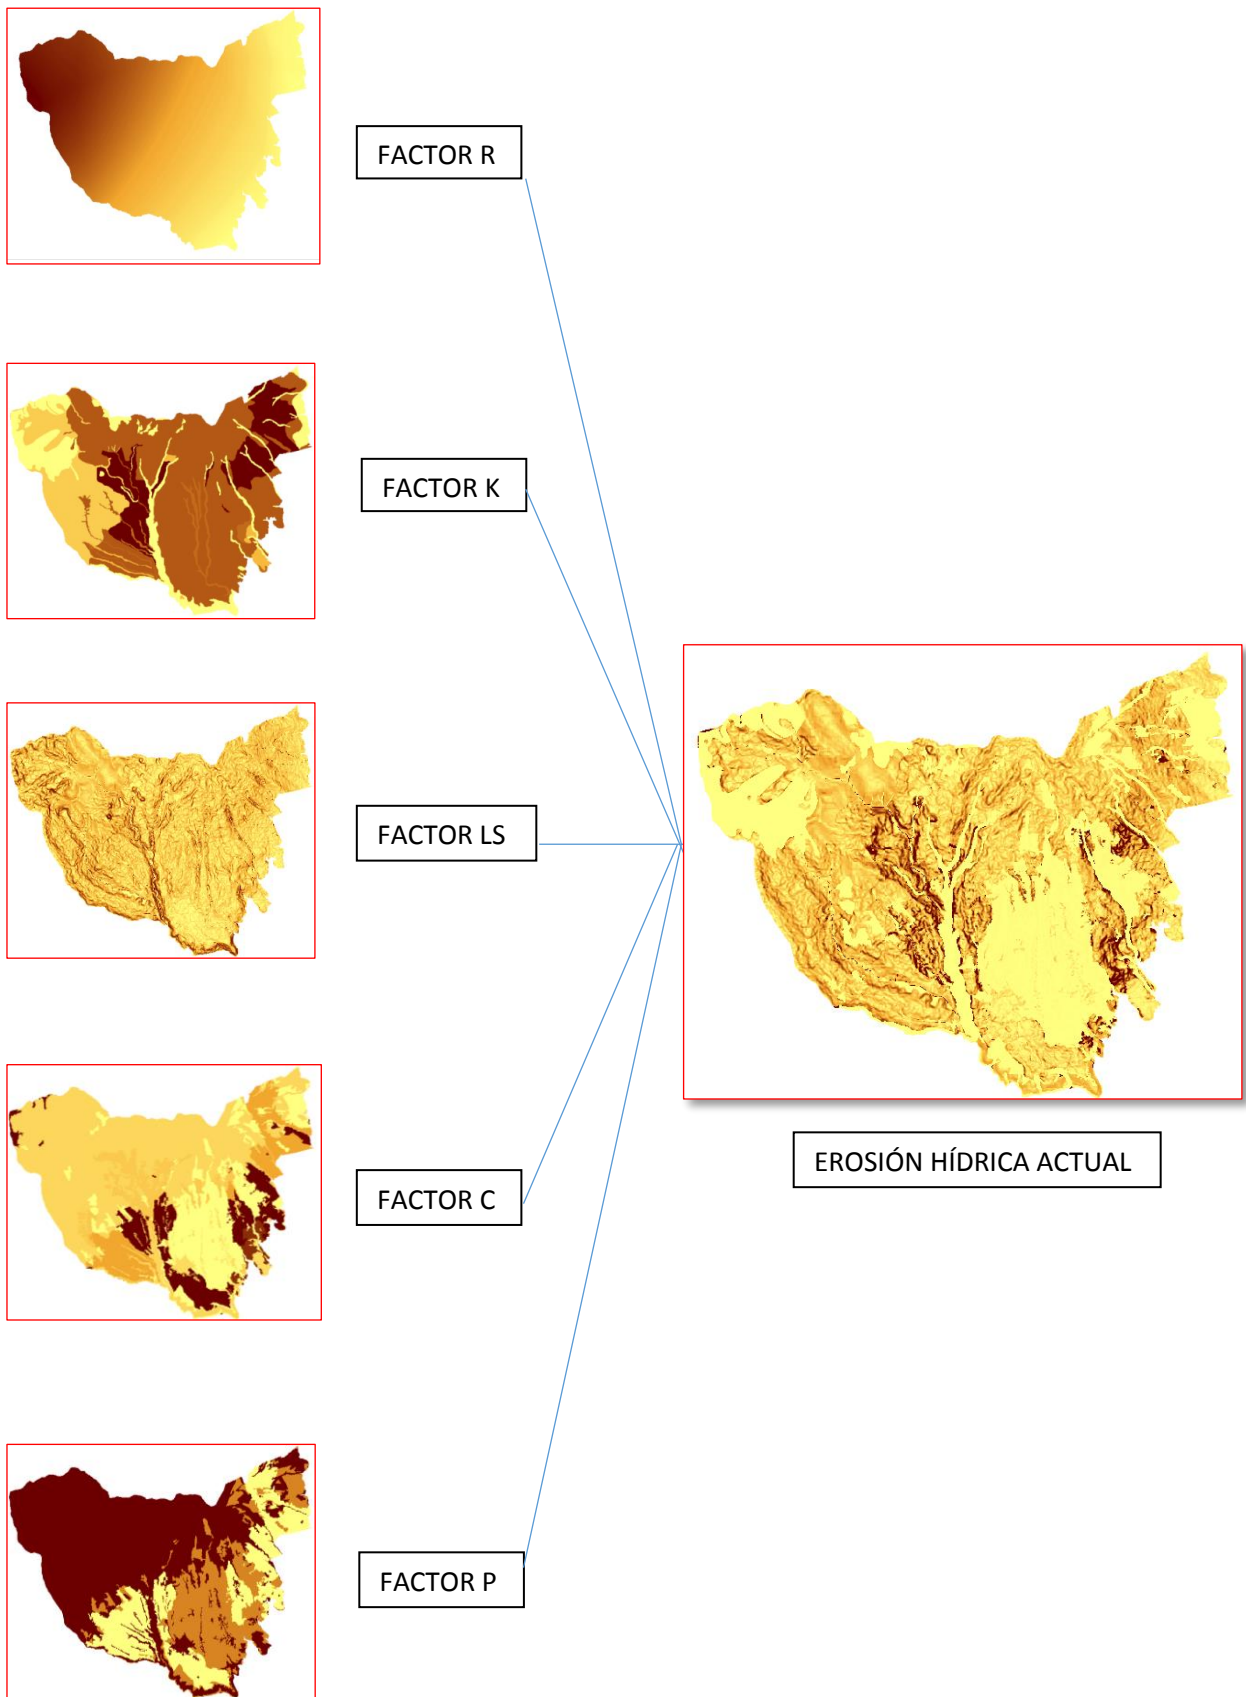 FACTOR R
FACTOR K
FACTOR LS
EROSIÓN HÍDRICA ACTUAL
FACTOR C
FACTOR P